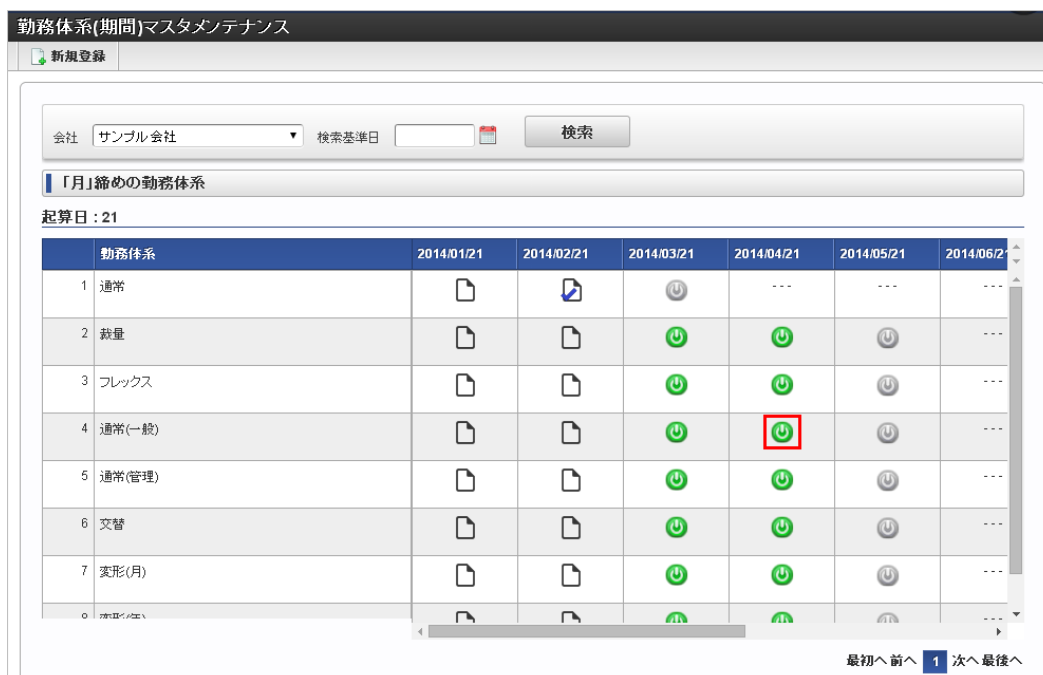 勤務体系(期間)マスタメンテナンス
新規登録
会社 サンプル会社 検索基準日 検索
「月」締めの勤務体系
起算日 : 21
勤務体系 2014/01/21 2014/02/21 2014/03/21 2014/04/21 2014/05/21 2014/06/2
1 通常 - - - - - - - - -
2 裁量 - - -
3 フレックス - - -
4 通常(一般) - - -
5 通常(管理) - - -
6 交替 - - -
7 変形(月) - - -
最初へ 前へ 1 次へ 最後へ